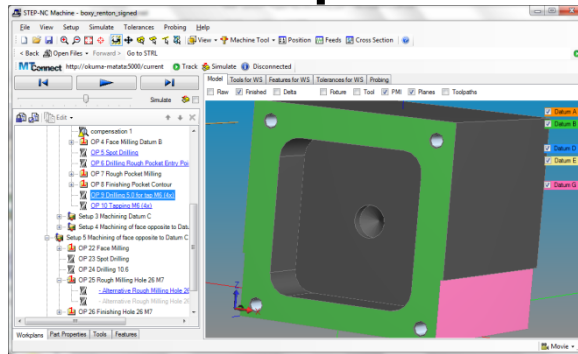 STEP-NC Machine - boxy_renton_signed
File View Setup Simulate Tolerances Probing Help
View Machine Tool Position Feeds Cross Section
< Back Open Files Forward > Go to STRL
MTConnect http://okuma-matata:5000/current Track Simulate Disconnected
Simulate
Edit
compensation 1
OP 4 Face Milling Datum B
OP 5 Spot Drilling
OP 6 Drilling Rough Pocket Entry Poi
OP 7 Rough Pocket Milling
OP 8 Finishing Pocket Contour
OP 9 Drilling 5.0 for tap M6 (4x)
OP 10 Tapping M6 (4x)
Setup 3 Machining Datum C
Setup 4 Machining of face opposite to Dat
Setup 5 Machining of face opposite to Datum C
OP 22 Face Milling
OP 23 Spot Drilling
OP 24 Drilling 10.6
OP 25 Rough Milling Hole 26 M7
- Alternative Rough Milling Hole 26
- Alternative Rough Milling Hole 26
OP 26 Finishing Hole 26 M7
Workplans Part Properties Tools Features
Model Tools for WS Features for WS Tolerances for WS Probing
Raw Finished Delta Fixture Tool PMI Planes Toolpaths
Datum A
Datum B
Datum D
Datum E
Datum G
Z
Movie